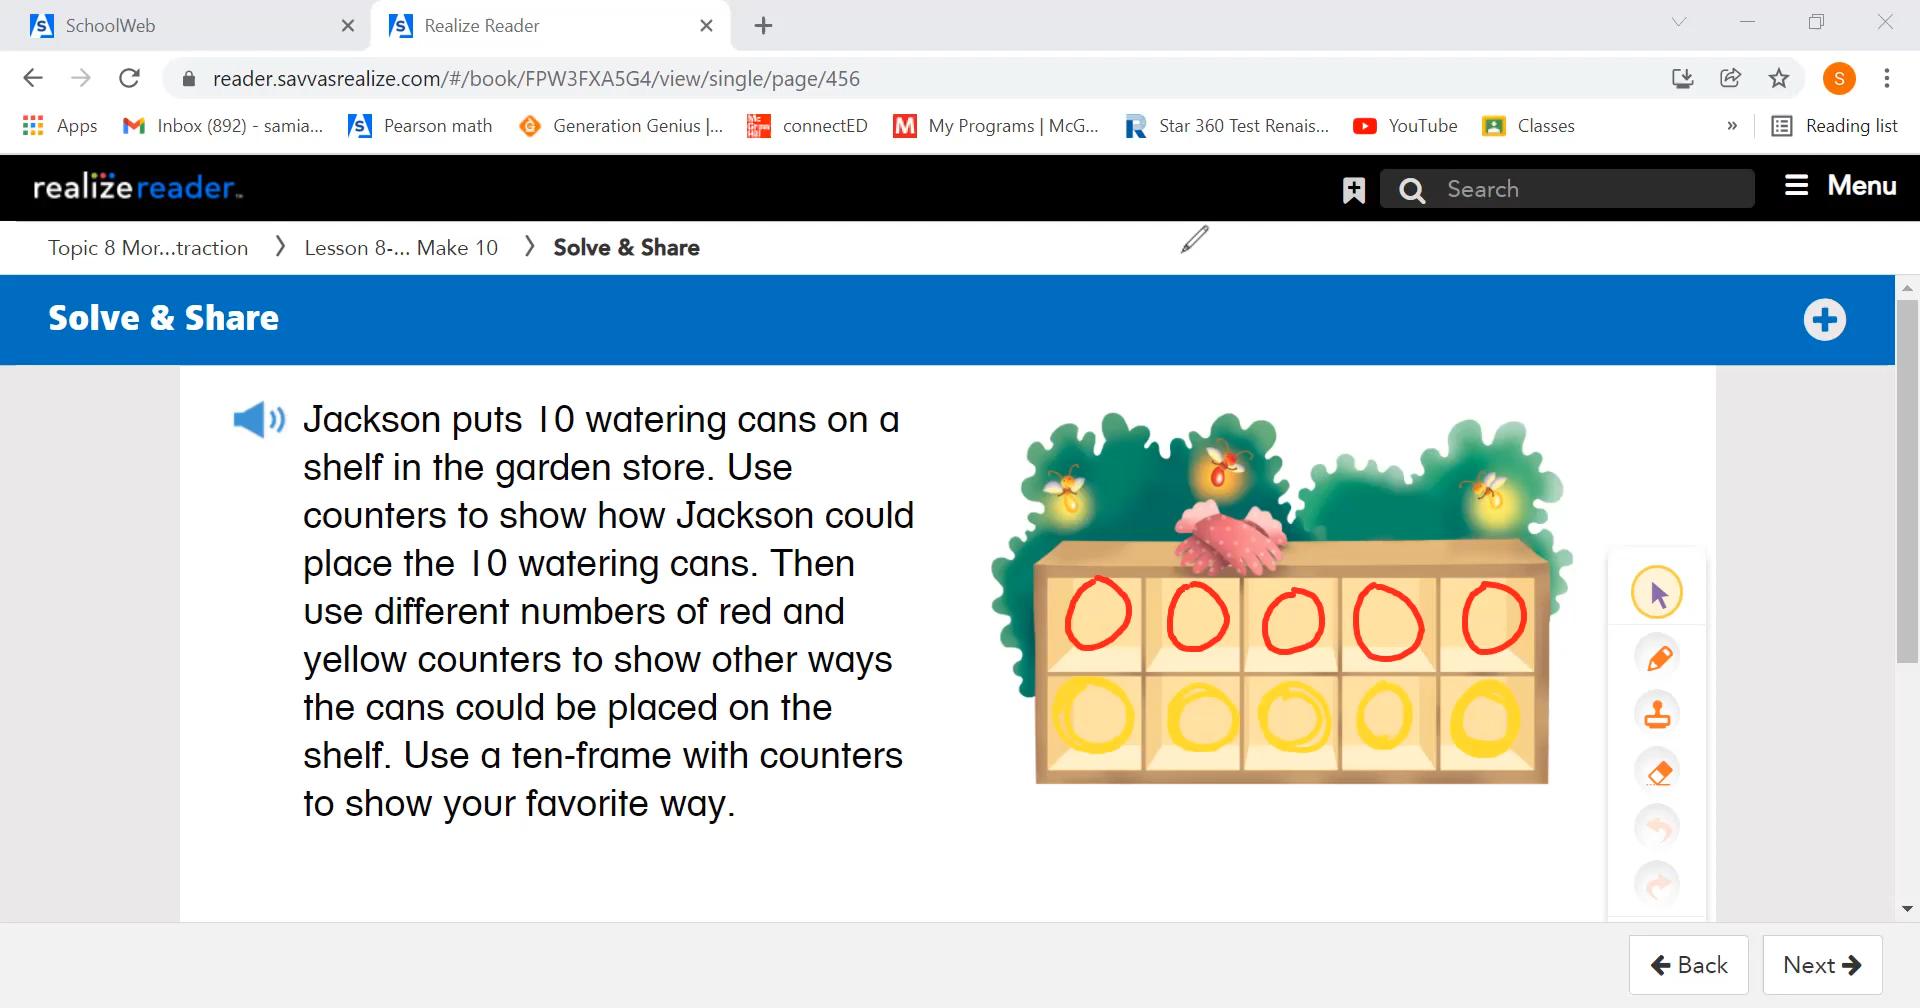 SchoolWeb
Realize Reader
reader.savvasrealize.com/#/book/FPW3FXA5G4/view/single/page/456
S
Apps
Inbox (892) - samia...
Pearson math
Generation Genius |...
connectED
My Programs | McG...
Star 360 Test Renais...
YouTube
Classes
»
Reading list
realizereader™
Search
Menu
Topic 8 Mor...traction > Lesson 8-... Make 10 > Solve & Share
Solve & Share
Jackson puts 10 watering cans on a
shelf in the garden store. Use
counters to show how Jackson could
place the 10 watering cans. Then
use different numbers of red and
yellow counters to show other ways
the cans could be placed on the
shelf. Use a ten-frame with counters
to show your favorite way.
Back
Next